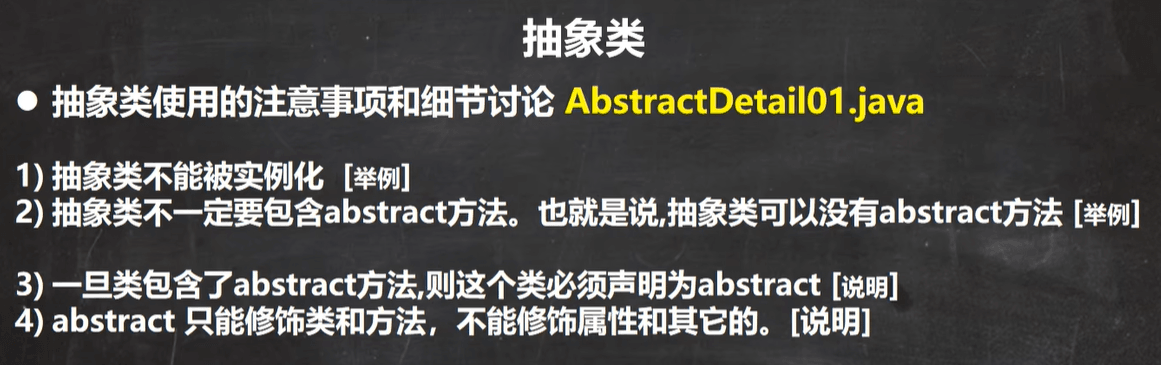 抽象类
● 抽象类使用的注意事项和细节讨论 AbstractDetail01.java
1) 抽象类不能被实例化 [举例]
2) 抽象类不一定要包含abstract方法。也就是说,抽象类可以没有abstract方法 [举例]
3) 一旦类包含了abstract方法,则这个类必须声明为abstract [说明]
4) abstract 只能修饰类和方法，不能修饰属性和其它的。[说明]